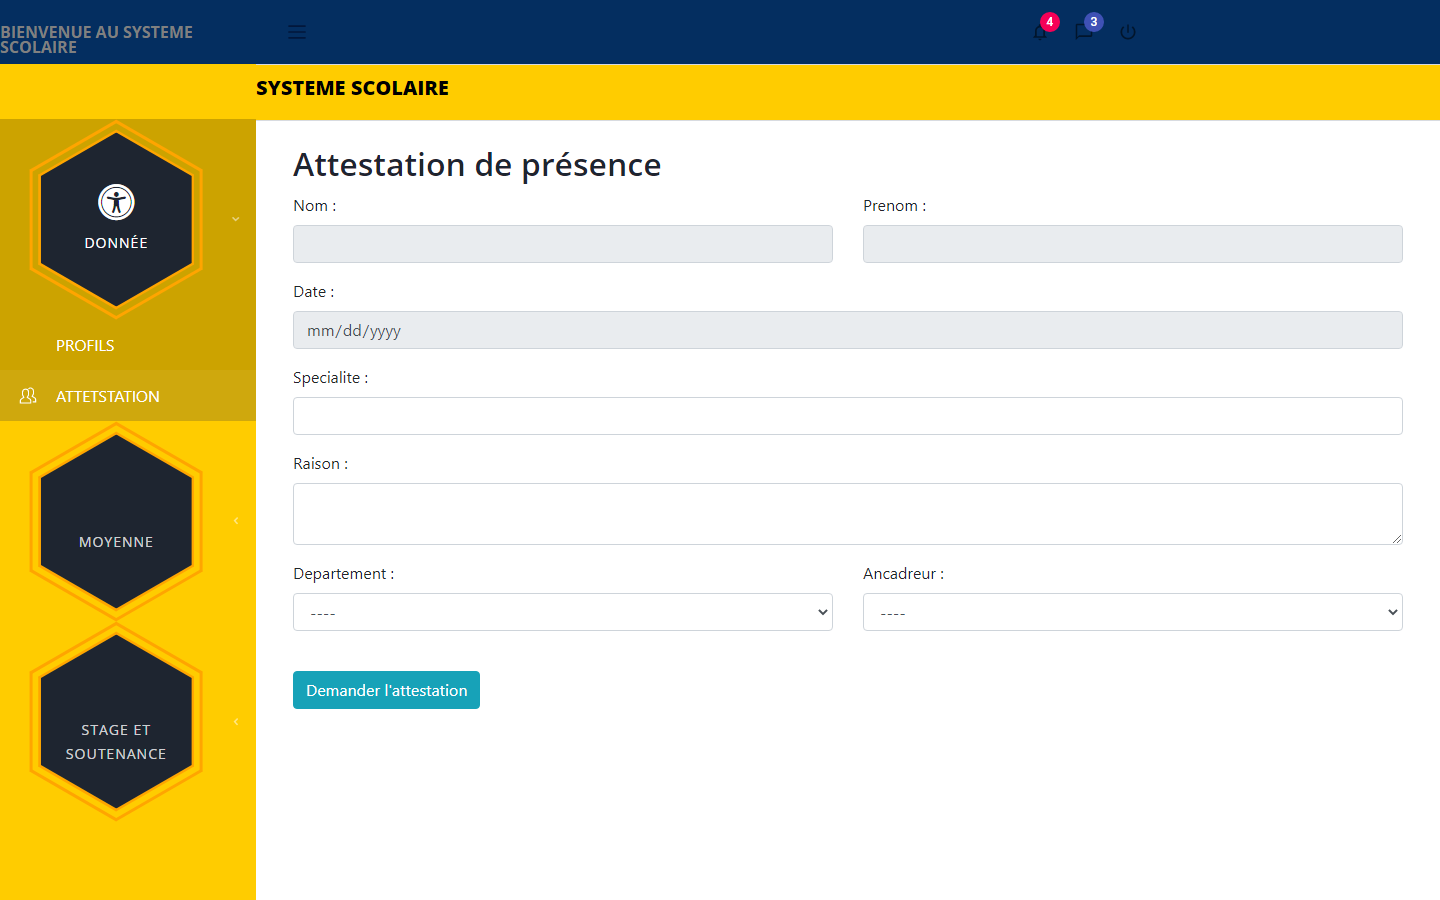 BIENVENUE AU SYSTEME
SCOLAIRE
4
3
SYSTEME SCOLAIRE
DONNÉE
PROFILS
ATTETSTATION
MOYENNE
STAGE ET
SOUTENANCE
Attestation de présence
Nom :
Prenom :
Date :
mm/dd/yyyy
Specialite :
Raison :
Departement :
Ancadreur :
----
----
Demander l'attestation